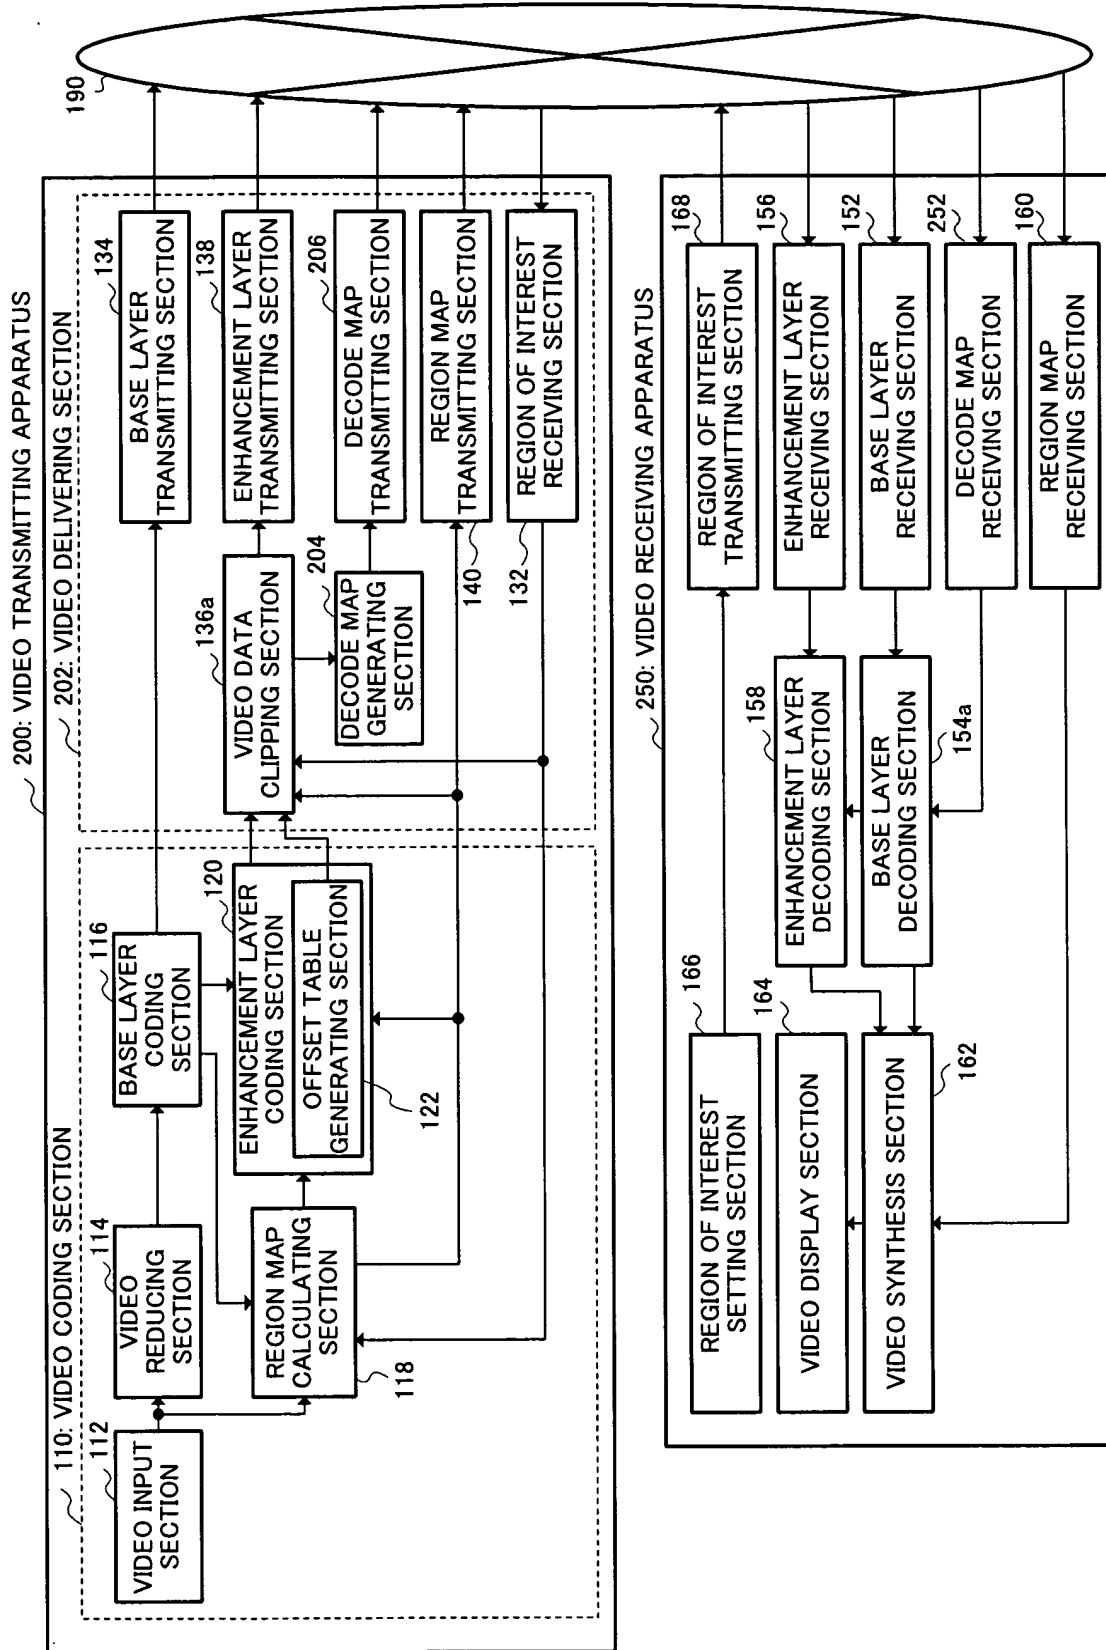 200: VIDEO TRANSMITTING APPARATUS
110: VIDEO CODING SECTION
202: VIDEO DELIVERING SECTION
112
VIDEO INPUT
SECTION
114
VIDEO
REDUCING
SECTION
116
BASE LAYER
CODING
SECTION
134
BASE LAYER
TRANSMITTING SECTION
190
REGION MAP
CALCULATING
SECTION
118
120
ENHANCEMENT LAYER
CODING SECTION
OFFSET TABLE
GENERATING SECTION
122
136a
VIDEO DATA
CLIPPING SECTION
204
DECODE MAP
GENERATING
SECTION
138
ENHANCEMENT LAYER
TRANSMITTING SECTION
206
DECODE MAP
TRANSMITTING SECTION
REGION MAP
TRANSMITTING SECTION
140
REGION OF INTEREST
RECEIVING SECTION
132
250: VIDEO RECEIVING APPARATUS
166
REGION OF INTEREST
SETTING SECTION
168
REGION OF INTEREST
TRANSMITTING SECTION
164
VIDEO DISPLAY SECTION
158
ENHANCEMENT LAYER
DECODING SECTION
156
ENHANCEMENT LAYER
RECEIVING SECTION
VIDEO SYNTHESIS SECTION
162
BASE LAYER
DECODING SECTION
154a
152
BASE LAYER
RECEIVING SECTION
252
DECODE MAP
RECEIVING SECTION
160
REGION MAP
RECEIVING SECTION